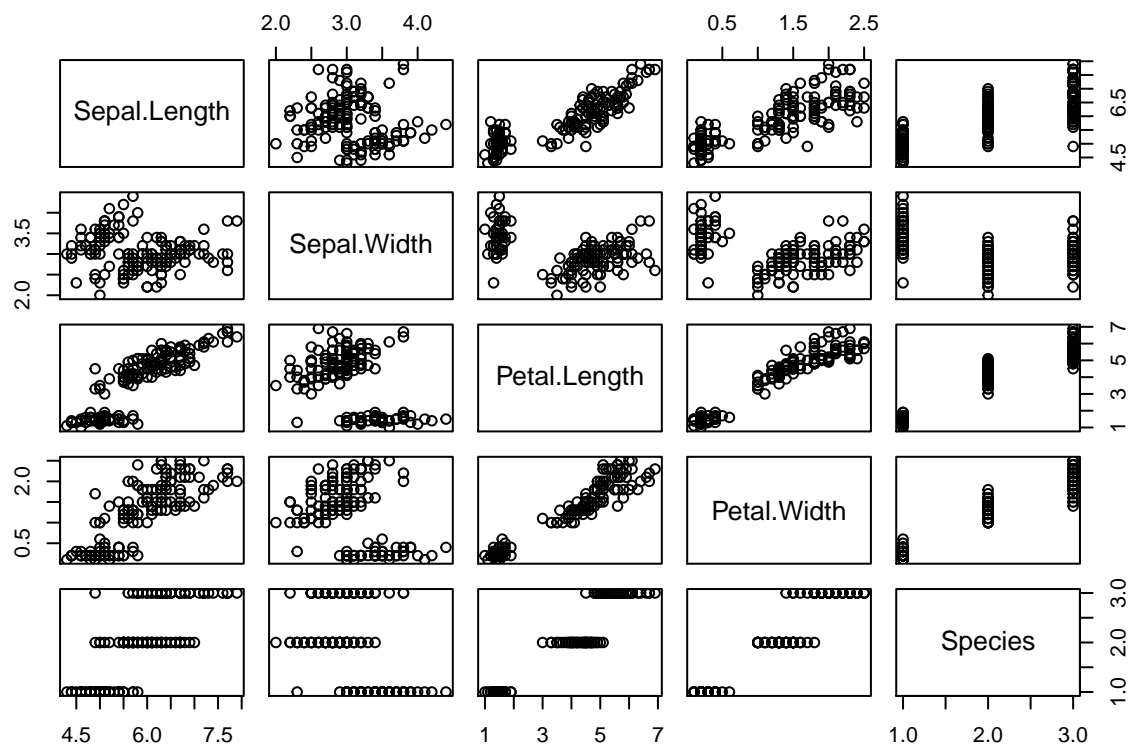 2.0 3.0 4.0
0.5 1.5 2.5
Sepal.Length
4.5 6.5
2.0 3.5
Sepal.Width
Petal.Length
1 3 5 7
0.5 2.0
Petal.Width
Species
1.0 2.0 3.0
4.5 6.0 7.5
1 3 5 7
1.0 2.0 3.0